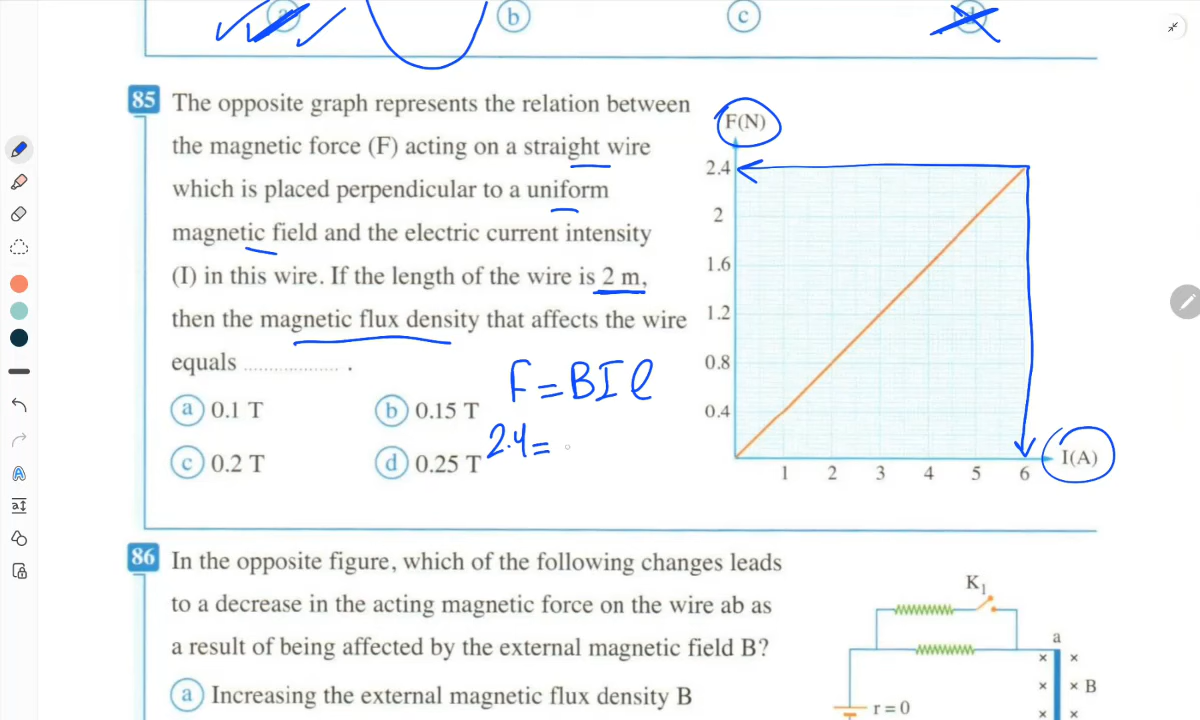 b
c
85 The opposite graph represents the relation between
the magnetic force (F) acting on a straight wire
which is placed perpendicular to a uniform
magnetic field and the electric current intensity
(I) in this wire. If the length of the wire is 2 m,
then the magnetic flux density that affects the wire
equals .................... .
a 0.1 T
b 0.15 T
c 0.2 T
d 0.25 T
F = BIℓ
2.4 =
F(N)
2.4
2
1.6
1.2
0.8
0.4
1 2 3 4 5 6 I(A)
86 In the opposite figure, which of the following changes leads
to a decrease in the acting magnetic force on the wire ab as
a result of being affected by the external magnetic field B?
a Increasing the external magnetic flux density B
K1
a
× ×
× × B
× ×
r = 0